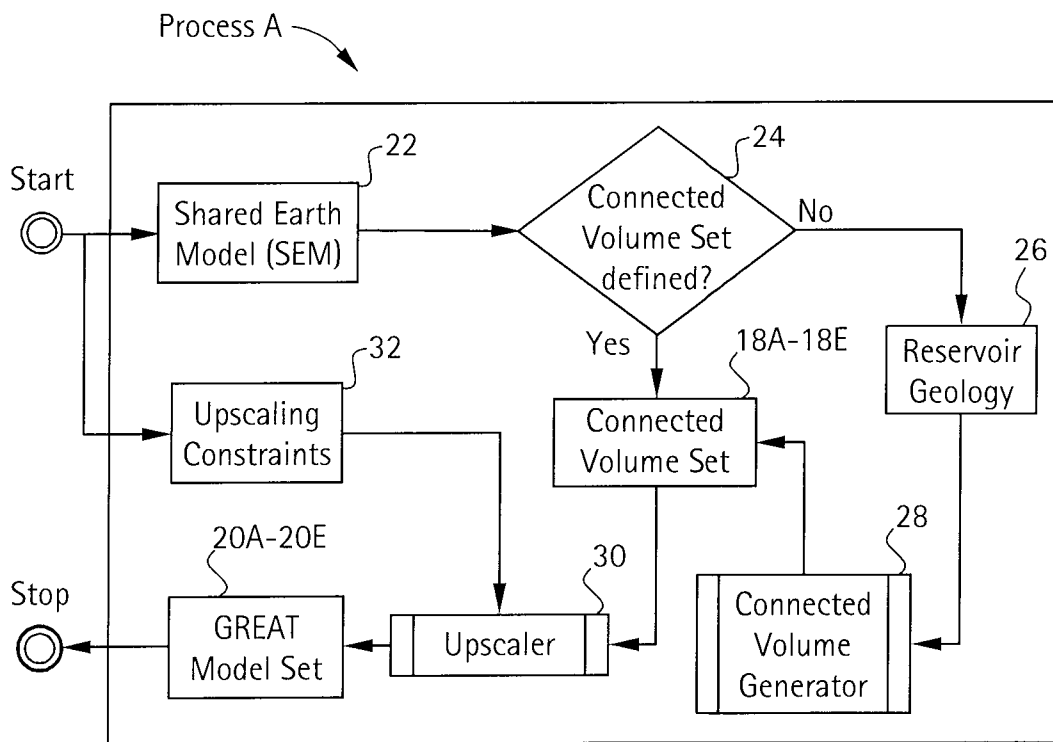 Process A
22
24
Start
Shared Earth
Model (SEM)
Connected
Volume Set
defined?
No
26
Yes
18A-18E
Reservoir
Geology
32
Upscaling
Constraints
Connected
Volume Set
20A-20E
30
28
Stop
GREAT
Model Set
Upscaler
Connected
Volume
Generator